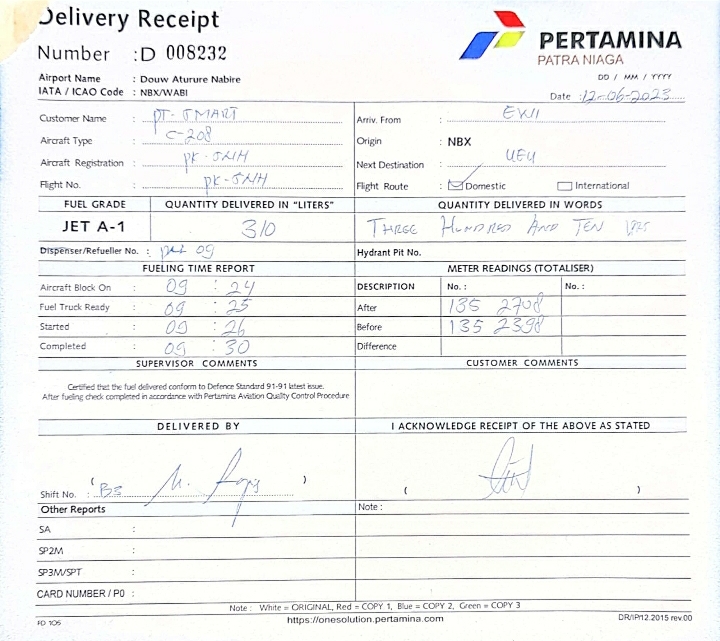 Delivery Receipt
Number : D 008232
PERTAMINA
PATRA NIAGA
Airport Name : Douw Aturure Nabire
IATA / ICAO Code : NBX/WABI
DD / MM / YYYY
Date : 12-06-2023
Customer Name : PT. SMART
Arriv. From : EWI
Aircraft Type : C-208
Origin : NBX
Aircraft Registration : PK-SNH
Next Destination : UEU
Flight No. : PK-SNH
Flight Route : Domestic International
FUEL GRADE QUANTITY DELIVERED IN "LITERS" QUANTITY DELIVERED IN WORDS
JET A-1 310 THREE HUNDRED AND TEN
Dispenser/Refueller No. : 09 Hydrant Pit No.
FUELING TIME REPORT METER READINGS (TOTALISER)
Aircraft Block On 09 : 24 DESCRIPTION No. : No. :
Fuel Truck Ready 09 : 25 After 135 2708
Started 09 : 26 Before 135 2398
Completed 09 : 30 Difference
SUPERVISOR COMMENTS CUSTOMER COMMENTS
Certified that the fuel delivered conform to Defence Standard 91-91 latest issue.
After fueling check completed in accordance with Pertamina Aviation Quality Control Procedure
DELIVERED BY I ACKNOWLEDGE RECEIPT OF THE ABOVE AS STATED
( )
( )
Shift No. : BS
Other Reports Note :
SA :
SP2M :
SP3M/SPT :
CARD NUMBER / P0 :
Note : White = ORIGINAL, Red = COPY 1, Blue = COPY 2, Green = COPY 3
FO 105 https://onesolution.pertamina.com DR/IP/12.2015 rev.00